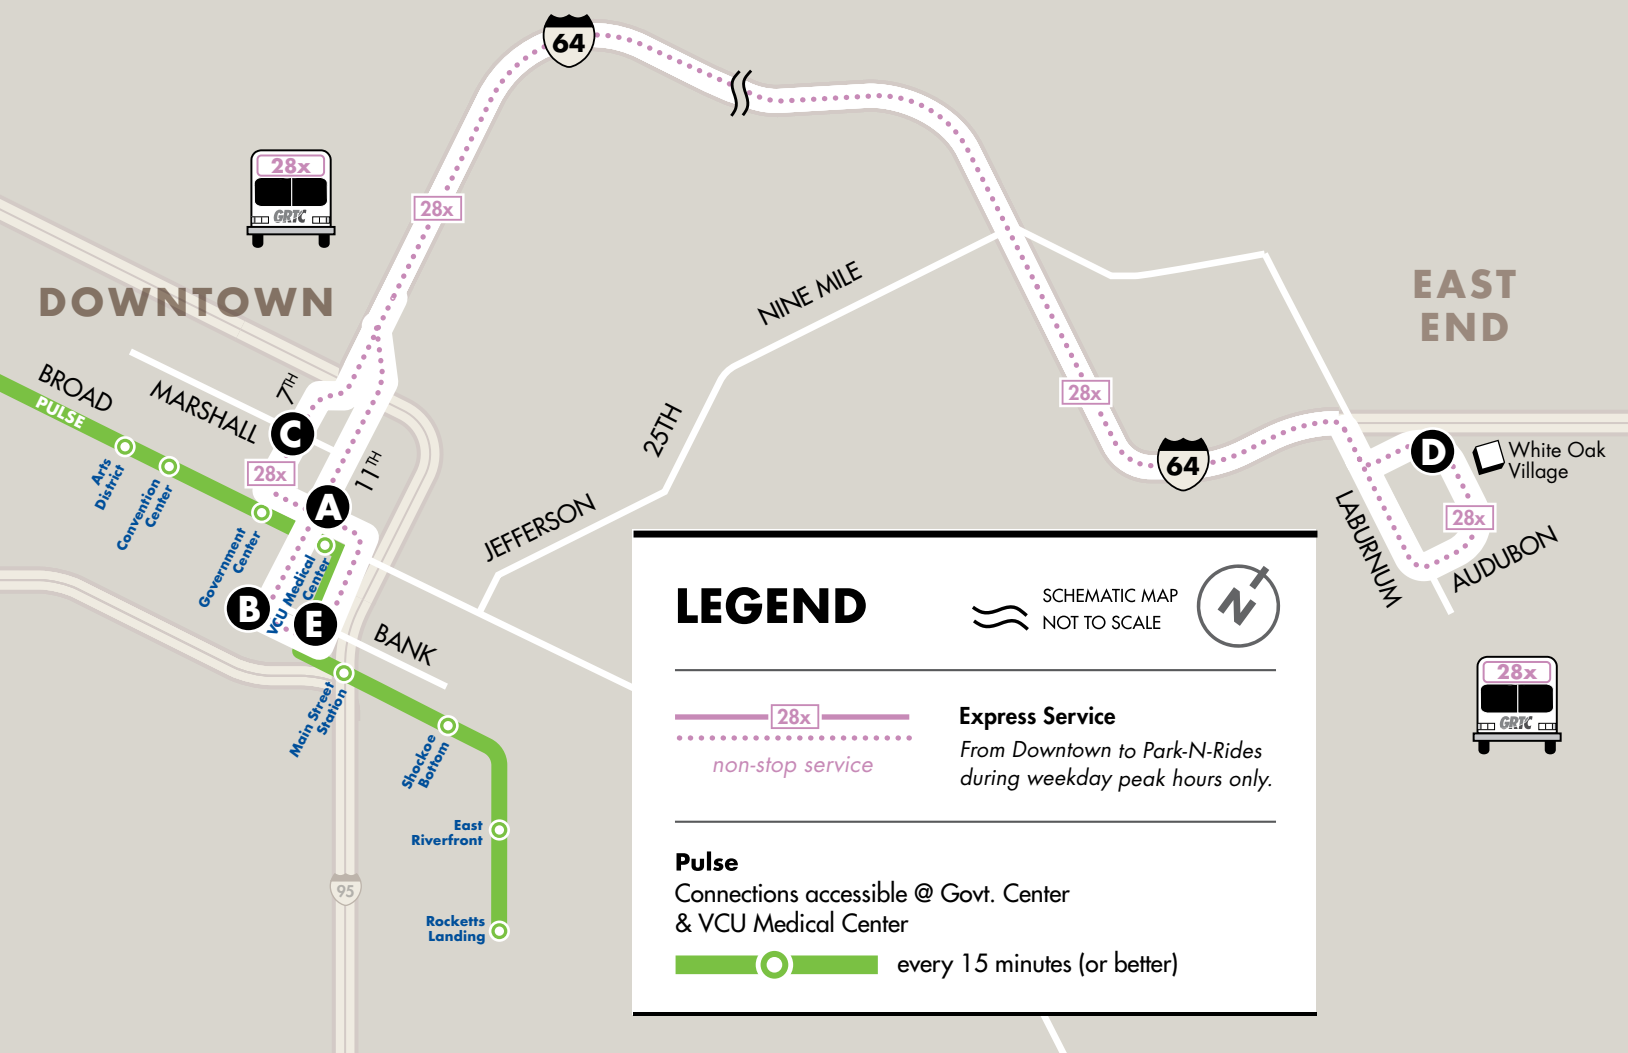 64
28x
GRTC
28x
DOWNTOWN
EAST
END
NINE MILE
BROAD
PULSE
MARSHALL
7TH
C
28x
11TH
A
25TH
JEFFERSON
28x
64
D
White Oak
Village
28x
LABURNUM
AUDUBON
Arts
District
Convention
Center
Government
Center
VCU Medical
Center
B
E
BANK
Main Street
Station
Shockoe
Bottom
East
Riverfront
Rocketts
Landing
95
28x
GRTC
LEGEND
SCHEMATIC MAP
NOT TO SCALE
N
28x
non-stop service
Express Service
From Downtown to Park-N-Rides
during weekday peak hours only.
Pulse
Connections accessible @ Govt. Center
& VCU Medical Center
every 15 minutes (or better)